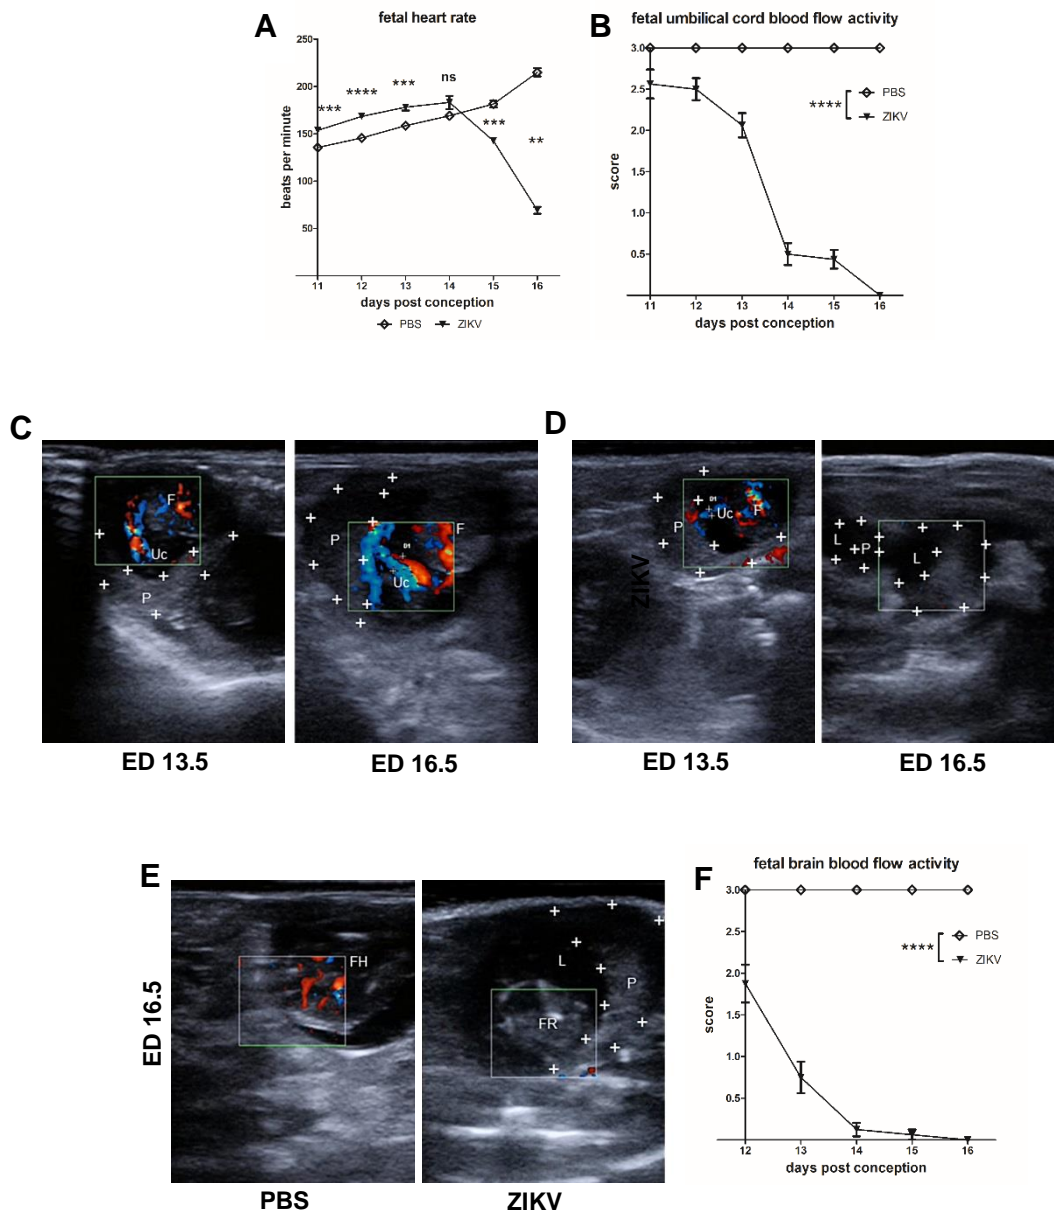 A
fetal heart rate
250
200
150
100
50
beats per minute
***
****
***
ns
***
**
11 12 13 14 15 16
days post conception
PBS ZIKV
B
fetal umbilical cord blood flow activity
3.0
2.5
2.0
1.5
1.0
0.5
score
**** PBS
ZIKV
11 12 13 14 15 16
days post conception
C
F
Uc
P
ED 13.5
P
F
D1
Uc
ED 16.5
D
ZIKV
P
D1
Uc
F
ED 13.5
L
P
L
ED 16.5
E
ED 16.5
FH
PBS
L
P
FR
ZIKV
F
fetal brain blood flow activity
3.0
2.5
2.0
1.5
1.0
0.5
score
**** PBS
ZIKV
12 13 14 15 16
days post conception